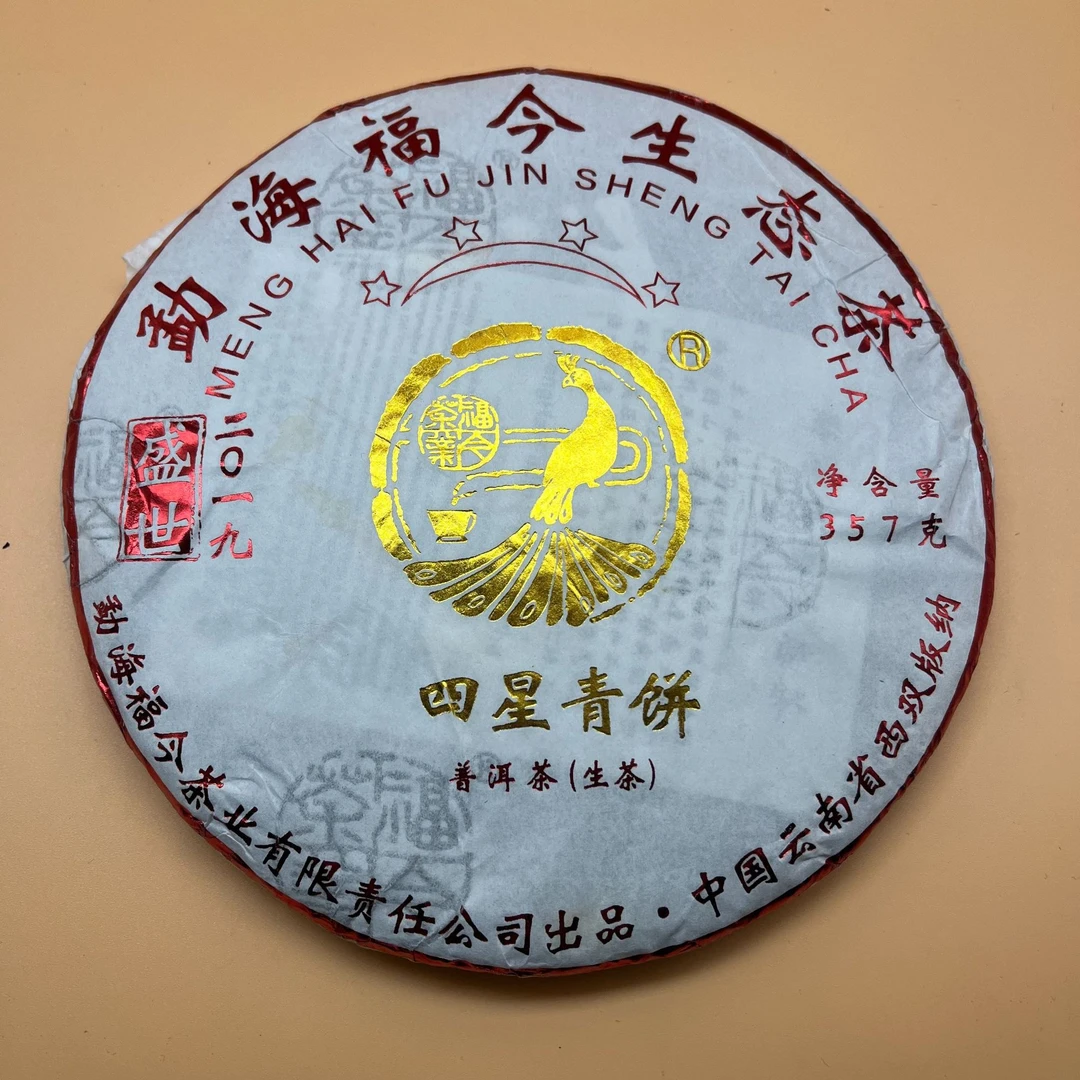 勐海福今生态茶
MENG HAI FU JIN SHENG TAI CHA
®
福今茶業
盛世
二〇一九
净含量
357克
四星青饼
普洱茶(生茶)
勐海福今茶业有限责任公司出品·中国云南省西双版纳